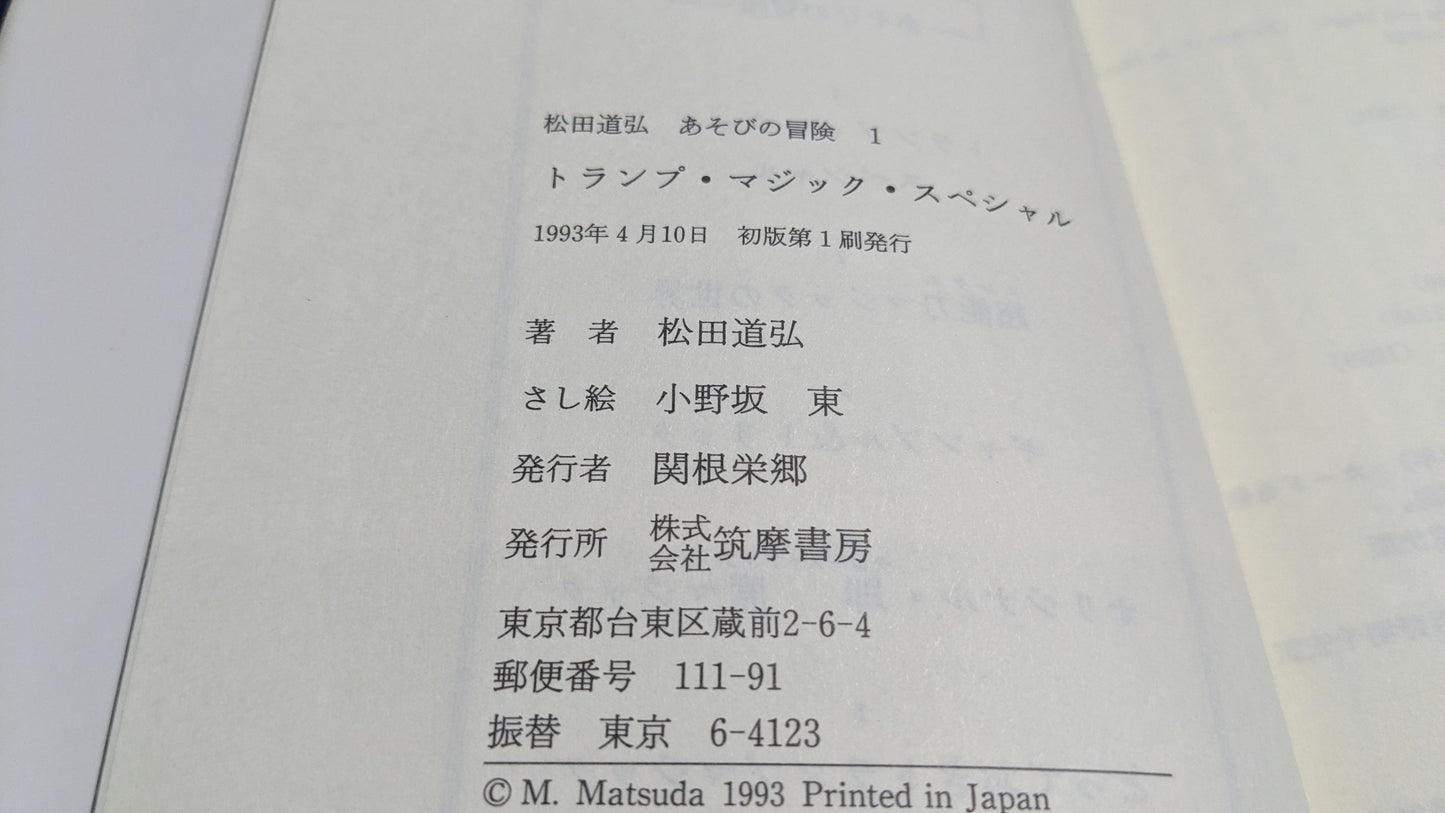 松田道弘　あそびの冒険　1
トランプ・マジック・スペシャル
1993年4月10日　初版第1刷発行
著　者　松田道弘
さし絵　小野坂　東
発行者　関根栄郷
発行所　株式会社筑摩書房
東京都台東区蔵前2-6-4
郵便番号　111-91
振替　東京　6-4123
© M. Matsuda 1993 Printed in Japan